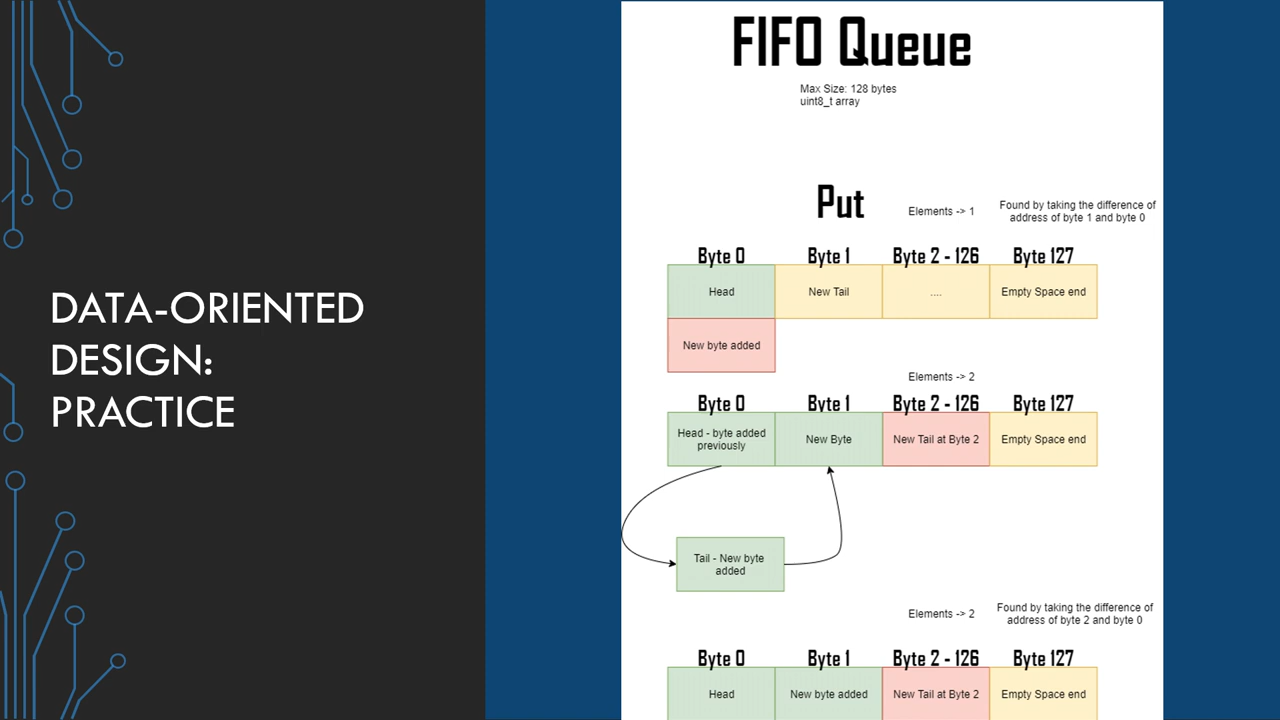 DATA-ORIENTED
DESIGN:
PRACTICE
FIFO Queue
Max Size: 128 bytes
uint8_t array
Put
Elements -> 1
Found by taking the difference of
address of byte 1 and byte 0
Byte 0
Byte 1
Byte 2 - 126
Byte 127
Head
New Tail
....
Empty Space end
New byte added
Elements -> 2
Byte 0
Byte 1
Byte 2 - 126
Byte 127
Head - byte added
previously
New Byte
New Tail at Byte 2
Empty Space end
Tail - New byte
added
Elements -> 2
Found by taking the difference of
address of byte 2 and byte 0
Byte 0
Byte 1
Byte 2 - 126
Byte 127
Head
New byte added
New Tail at Byte 2
Empty Space end